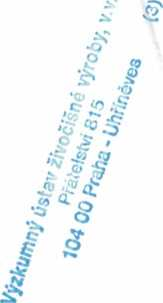 Výzkumný ústav živočišné výroby, v.v.
Přátelství 815
104 00 Praha - Uhříněves
(3)